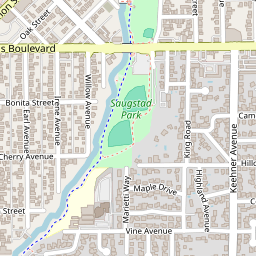 Oak Street
s Boulevard
Bonita Street
Willow Avenue
Irene Avenue
Earl Avenue
Saugstad
Park
King Road
Keehner Avenue
Cherry Avenue
Marietti Way
Maple Drive
Highland Avenue
Street
Vine Avenue